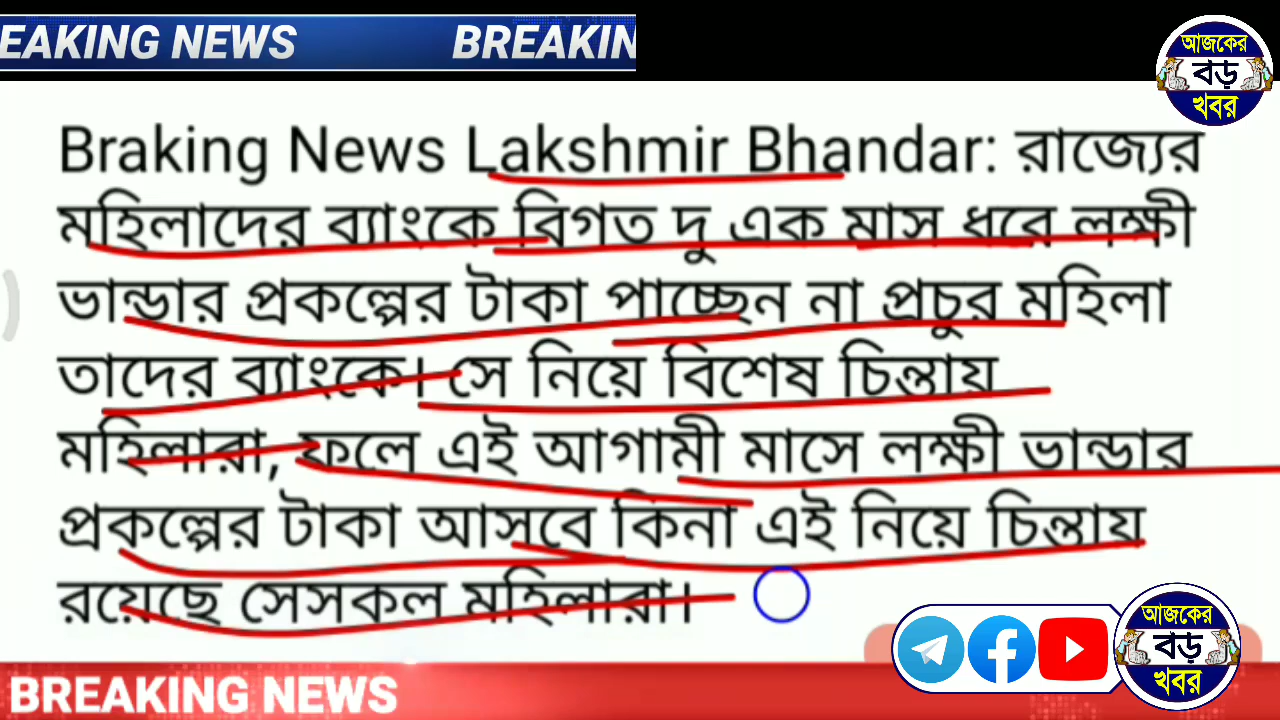 EAKING NEWS BREAKIN
আজকের
বড়
খবর
Braking News Lakshmir Bhandar: রাজ্যের
মহিলাদের ব্যাংকে বিগত দু এক মাস ধরে লক্ষী
ভান্ডার প্রকল্পের টাকা পাচ্ছেন না প্রচুর মহিলা
তাদের ব্যাংকে। সে নিয়ে বিশেষ চিন্তায়
মহিলারা, ফলে এই আগামী মাসে লক্ষী ভান্ডার
প্রকল্পের টাকা আসবে কিনা এই নিয়ে চিন্তায়
রয়েছে সেসকল মহিলারা।
আজকের
বড়
খবর
BREAKING NEWS